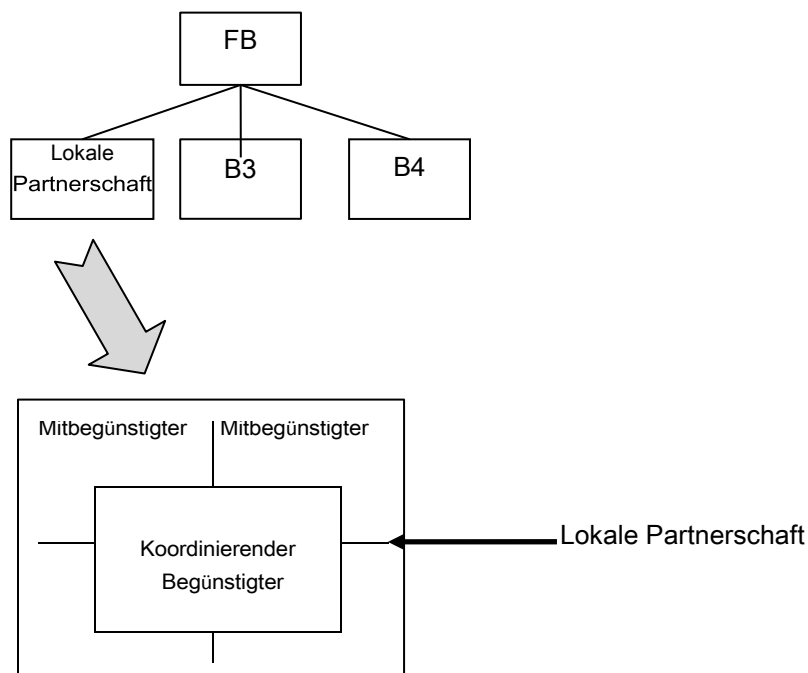 FB
Lokale
Partnerschaft
B3
B4
Mitbegünstigter
Mitbegünstigter
Koordinierender
Begünstigter
Lokale Partnerschaft